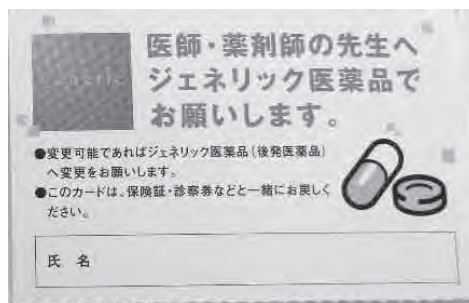 医師・薬剤師の先生へ
ジェネリック医薬品で
お願いします。
●変更可能であればジェネリック医薬品(後発医薬品)
へ変更をお願いします。
●このカードは、保険証・診察券などと一緒にお戻しく
ださい。
氏 名